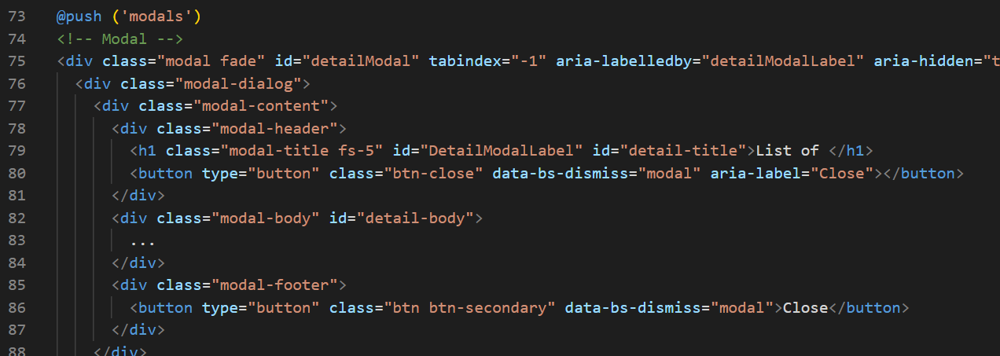 73 @push ('modals')
74 <!-- Modal -->
75 <div class="modal fade" id="detailModal" tabindex="-1" aria-labelledby="detailModalLabel" aria-hidden="t
76 <div class="modal-dialog">
77 <div class="modal-content">
78 <div class="modal-header">
79 <h1 class="modal-title fs-5" id="DetailModalLabel" id="detail-title">List of </h1>
80 <button type="button" class="btn-close" data-bs-dismiss="modal" aria-label="Close"></button>
81 </div>
82 <div class="modal-body" id="detail-body">
83 ...
84 </div>
85 <div class="modal-footer">
86 <button type="button" class="btn btn-secondary" data-bs-dismiss="modal">Close</button>
87 </div>
88 </div>